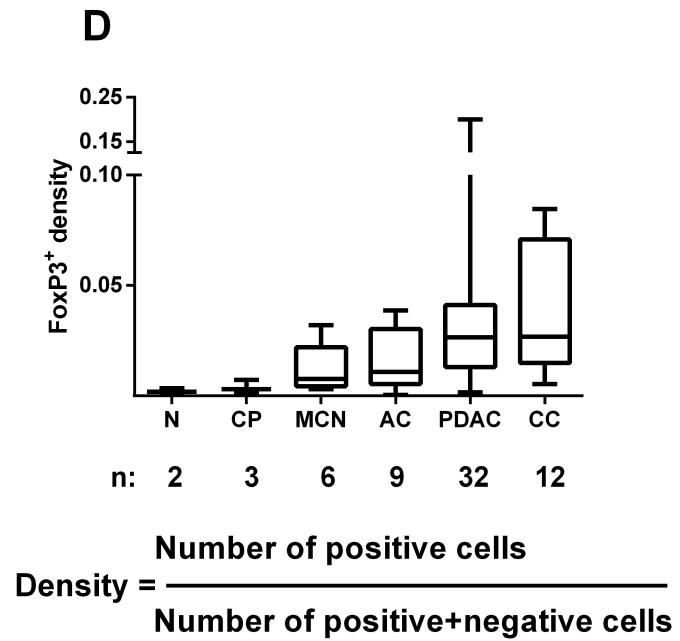 D
0.25
0.15
0.10
0.05
FoxP3+ density
N CP MCN AC PDAC CC
n: 2 3 6 9 32 12
Number of positive cells
Density =
Number of positive+negative cells